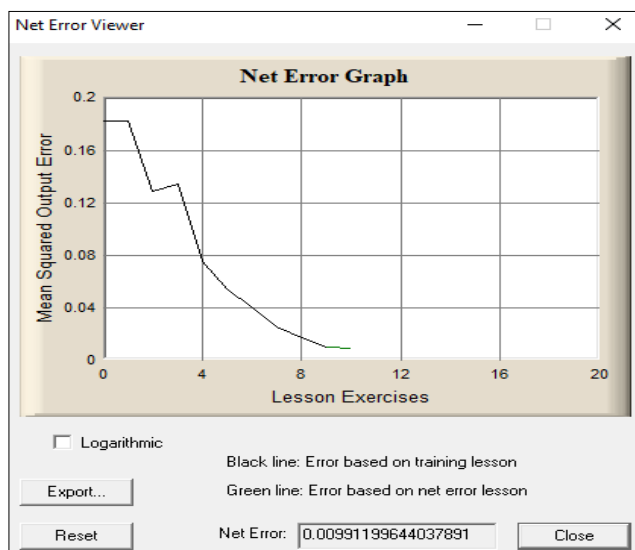 Net Error Viewer
Net Error Graph
Mean Squared Output Error
0.2
0.16
0.12
0.08
0.04
0
0 4 8 12 16 20
Lesson Exercises
Logarithmic
Black line: Error based on training lesson
Export...
Green line: Error based on net error lesson
Reset
Net Error: 0.00991199644037891
Close